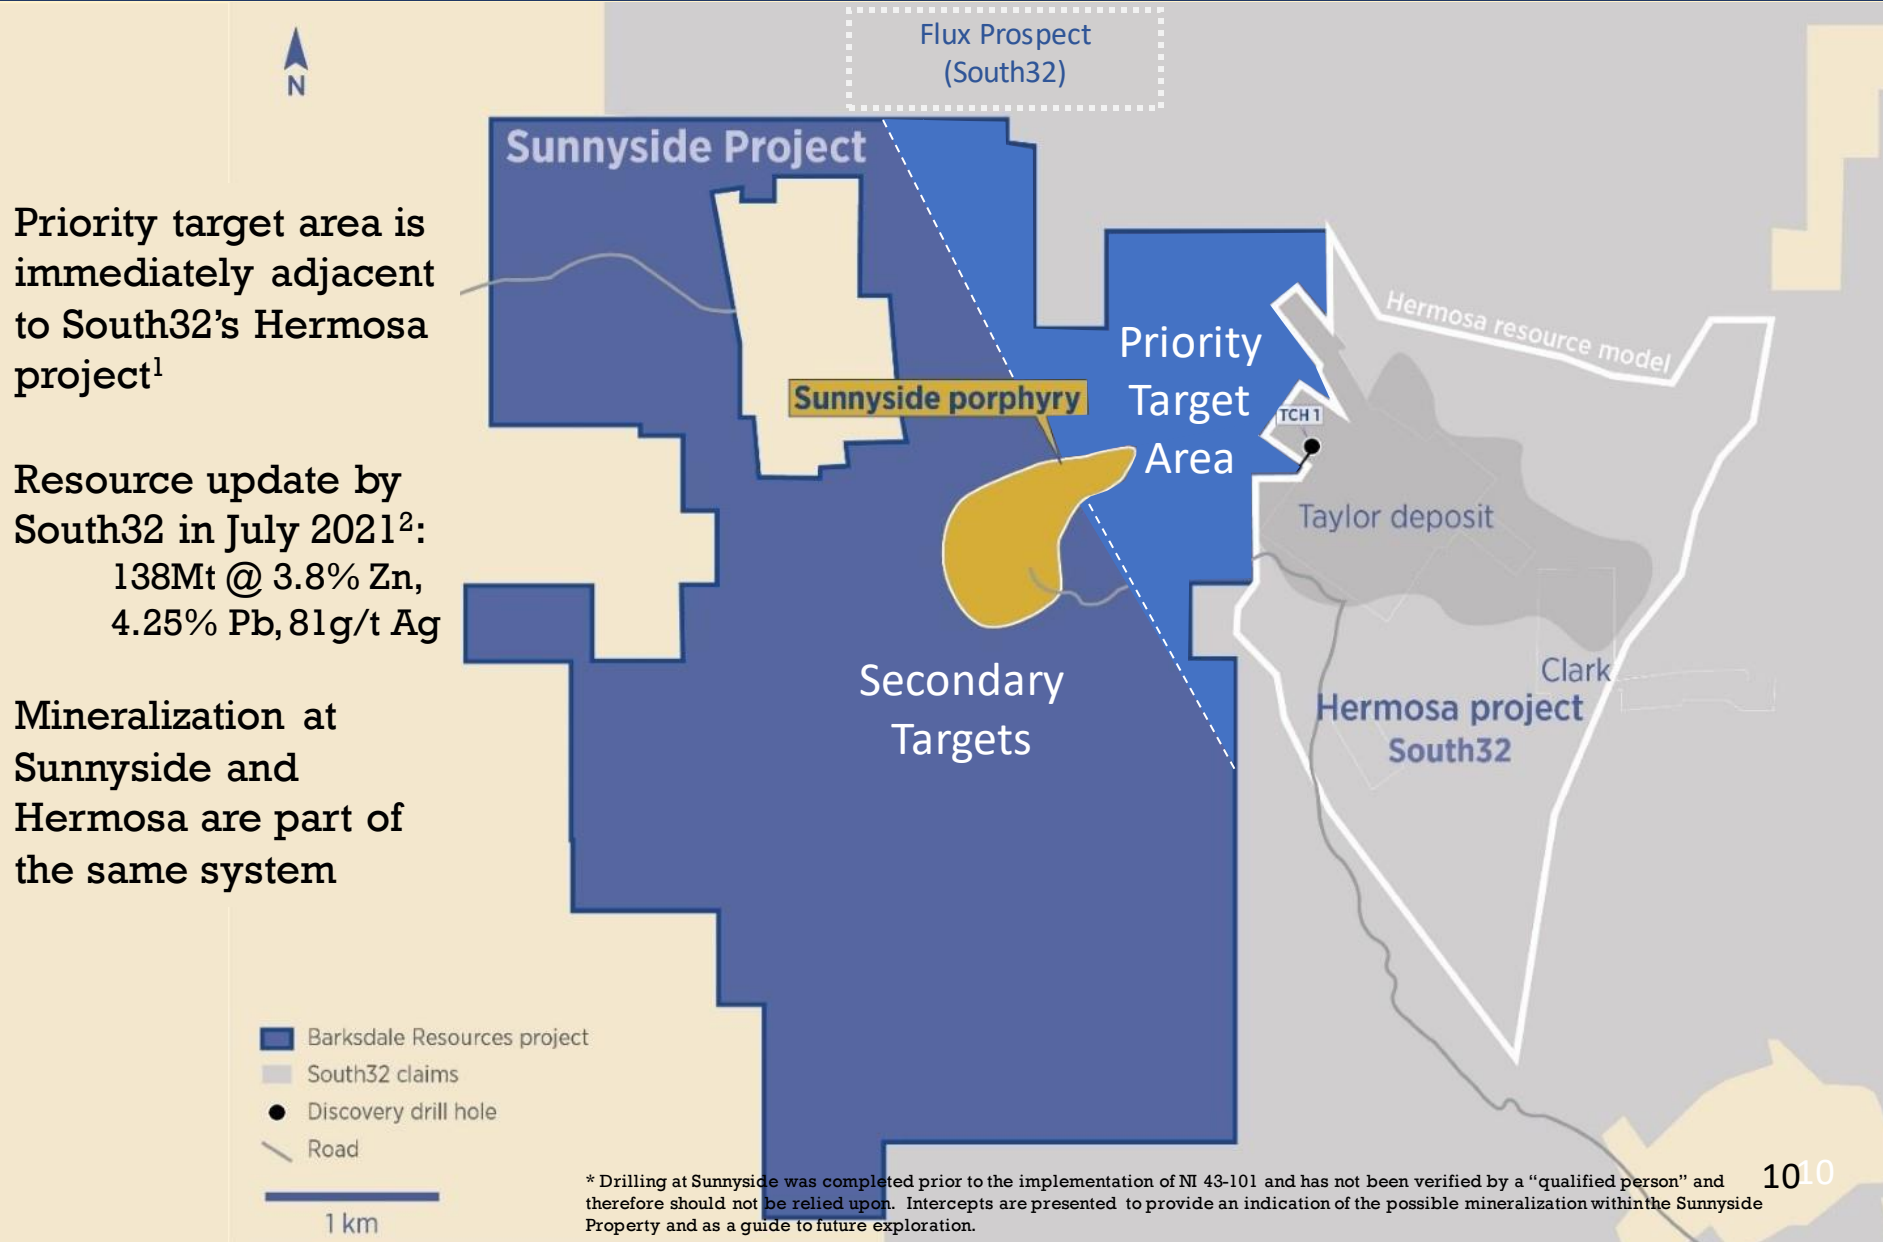 Flux Prospect
(South32)
N
Sunnyside Project
Priority target area is
immediately adjacent
to South32’s Hermosa
project1
Resource update by
South32 in July 20212:
138Mt @ 3.8% Zn,
4.25% Pb, 81g/t Ag
Mineralization at
Sunnyside and
Hermosa are part of
the same system
Hermosa resource model
Priority
Target
Area
Sunnyside porphyry
TCH 1
Taylor deposit
Clark
Hermosa project
South32
Secondary
Targets
Barksdale Resources project
South32 claims
Discovery drill hole
Road
1 km
* Drilling at Sunnyside was completed prior to the implementation of NI 43-101 and has not been verified by a “qualified person” and
therefore should not be relied upon. Intercepts are presented to provide an indication of the possible mineralization withinthe Sunnyside
Property and as a guide to future exploration.
10
10